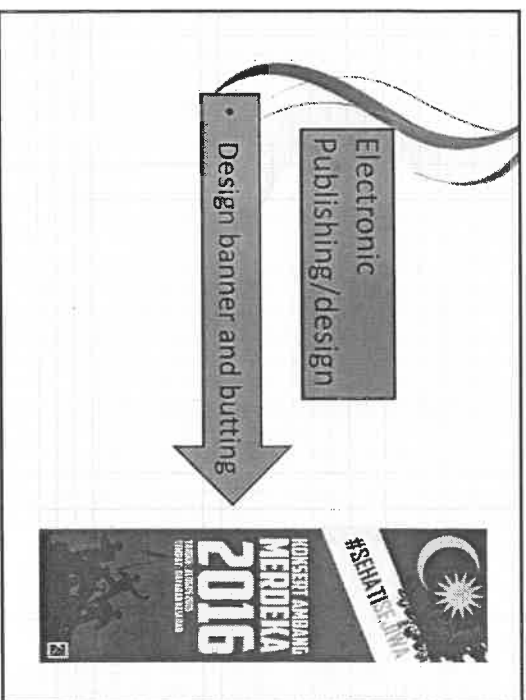 Electronic
Publishing/design
• Design banner and butting
#SEHATISEJIWA
KONSERT AMBANG
MERDEKA
2016